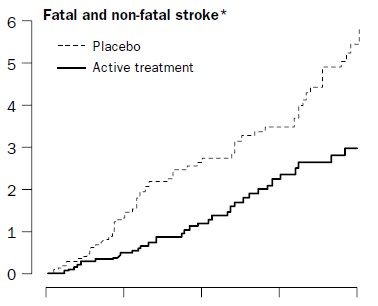 Fatal and non-fatal stroke*
Placebo
Active treatment
6
5
4
3
2
1
0